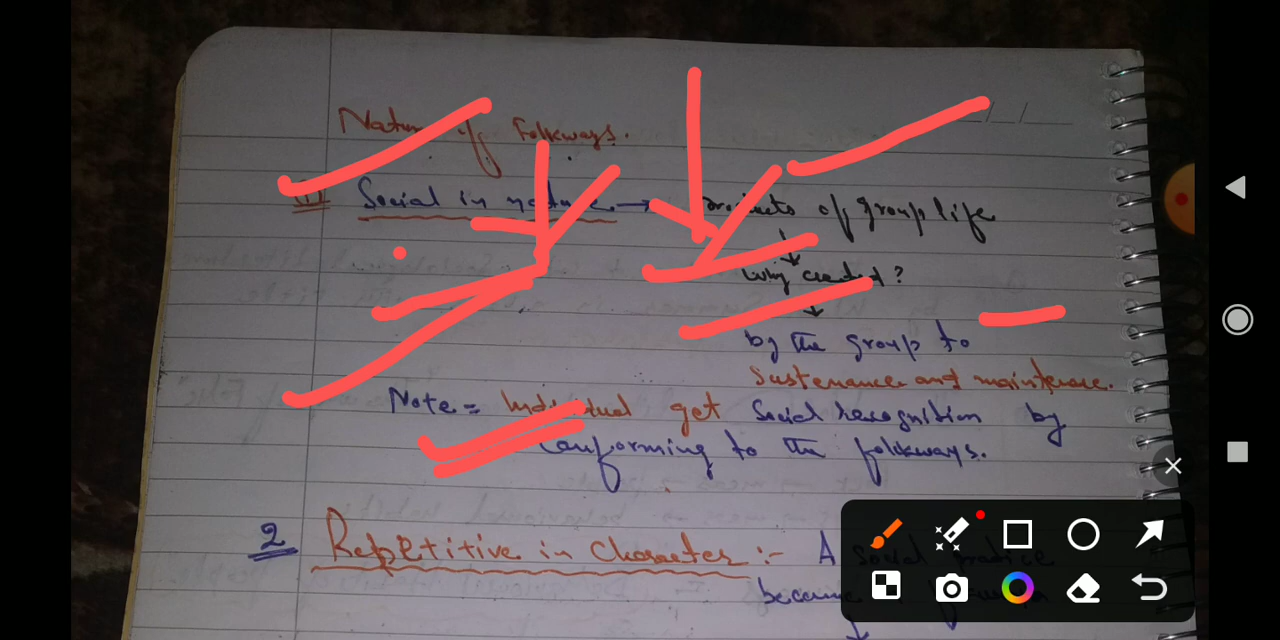 Nature of Folkways.
(1) Social in nature → products of group life
↓
Why created?
↓
by the group to
Sustenance and maintenance.
Note = Individual get Social recognition by
Conforming to the folkways.
2 Repetitive in Character :- A social practice
became